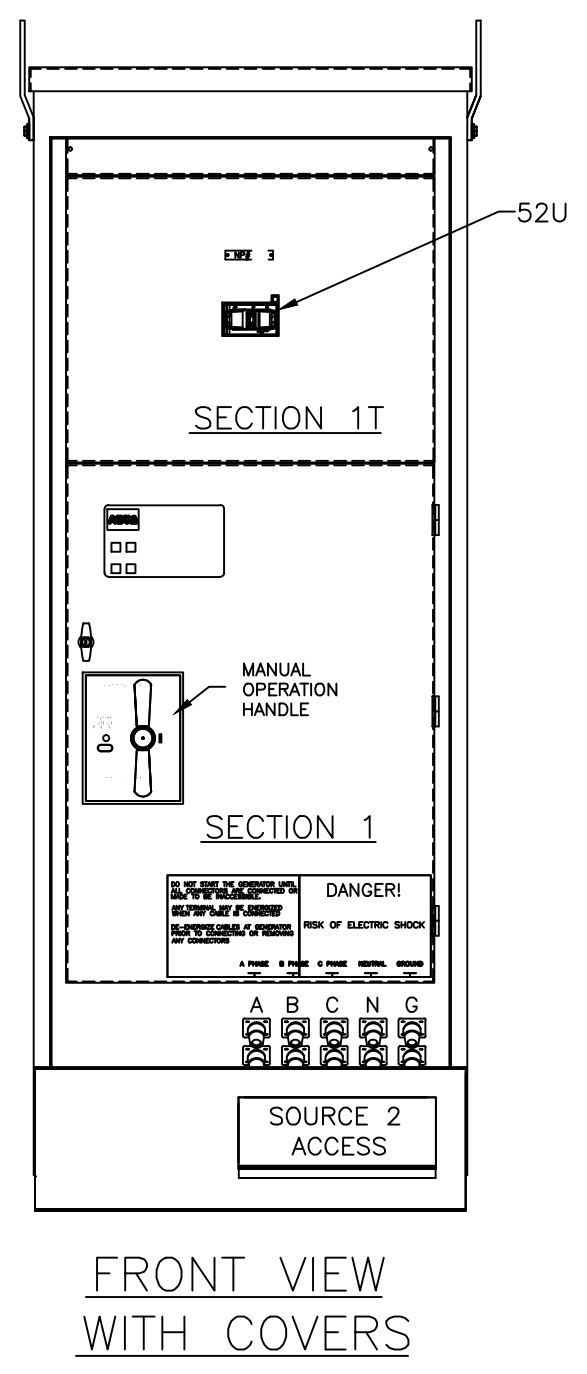 52U
NP#
SECTION 1T
MANUAL
OPERATION
HANDLE
SECTION 1
DO NOT START THE GENERATOR UNTIL
ALL CONNECTORS ARE CONNECTED OR
MADE TO BE INACCESSIBLE.
ANY TERMINAL MAY BE ENERGIZED
WHEN ANY CABLE IS CONNECTED
DE-ENERGIZE CABLES AT GENERATOR
PRIOR TO CONNECTING OR REMOVING
ANY CONNECTORS
DANGER!
RISK OF ELECTRIC SHOCK
A PHASE B PHASE C PHASE NEUTRAL GROUND
A B C N G
SOURCE 2
ACCESS
FRONT VIEW
WITH COVERS